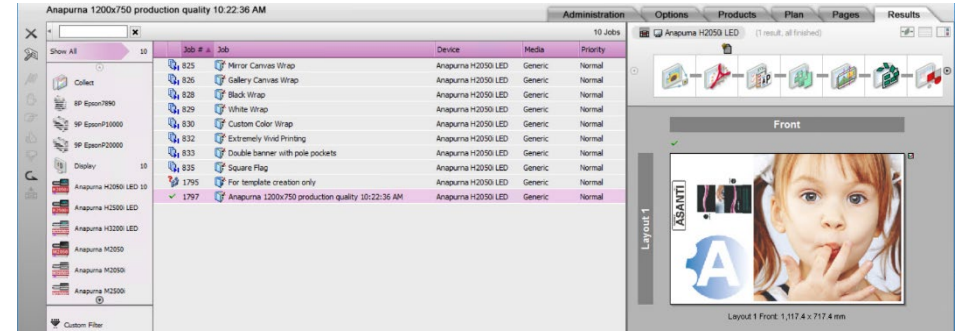 Anapurna 1200x750 production quality 10:22:36 AM
Administration Options Products Plan Pages Results
10 Jobs
Anapurna H2050i LED (1 result, all finished)
Show All 10
Collect
8P Epson7890
9P EpsonP10000
9P EpsonP20000
Display 10
Anapurna H2050i LED 10
Anapurna H2500i LED
Anapurna H3200i LED
Anapurna M2050
Anapurna M2050i
Anapurna M2500i
Custom Filter
Job # Job Device Media Priority
825 Mirror Canvas Wrap Anapurna H2050i LED Generic Normal
826 Gallery Canvas Wrap Anapurna H2050i LED Generic Normal
828 Black Wrap Anapurna H2050i LED Generic Normal
829 White Wrap Anapurna H2050i LED Generic Normal
830 Custom Color Wrap Anapurna H2050i LED Generic Normal
832 Extremely Vivid Printing Anapurna H2050i LED Generic Normal
833 Double banner with pole pockets Anapurna H2050i LED Generic Normal
835 Square Flag Anapurna H2050i LED Generic Normal
1795 For template creation only Anapurna H2050i LED Generic Normal
1797 Anapurna 1200x750 production quality 10:22:36 AM Anapurna H2050i LED Generic Normal
Front
Layout 1
ASANTI
A
Layout 1 Front: 1,117.4 x 717.4 mm